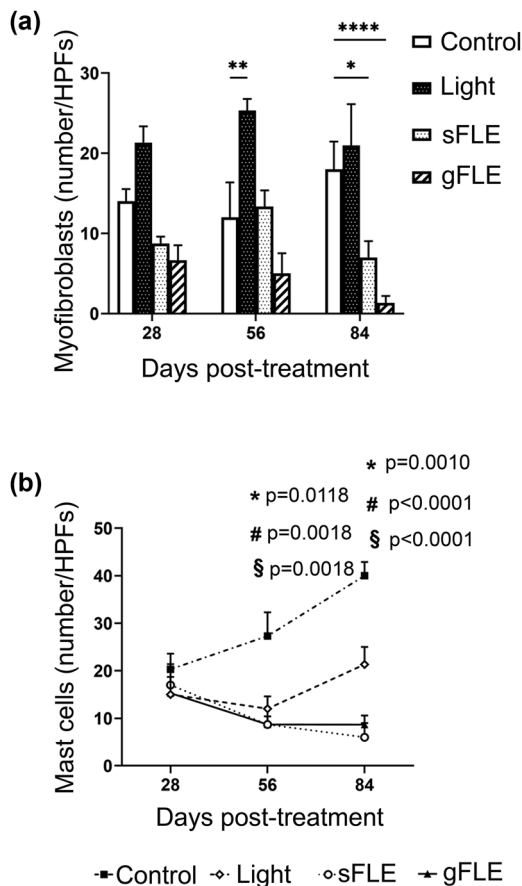 (a)
****
**
*
Control
Light
sFLE
gFLE
Myofibroblasts (number/HPFs)
30
20
10
0
28 56 84
Days post-treatment
(b)
* p=0.0118
# p=0.0018
§ p=0.0018
* p=0.0010
# p<0.0001
§ p<0.0001
Mast cells (number/HPFs)
50
40
30
20
10
0
28 56 84
Days post-treatment
Control Light sFLE gFLE